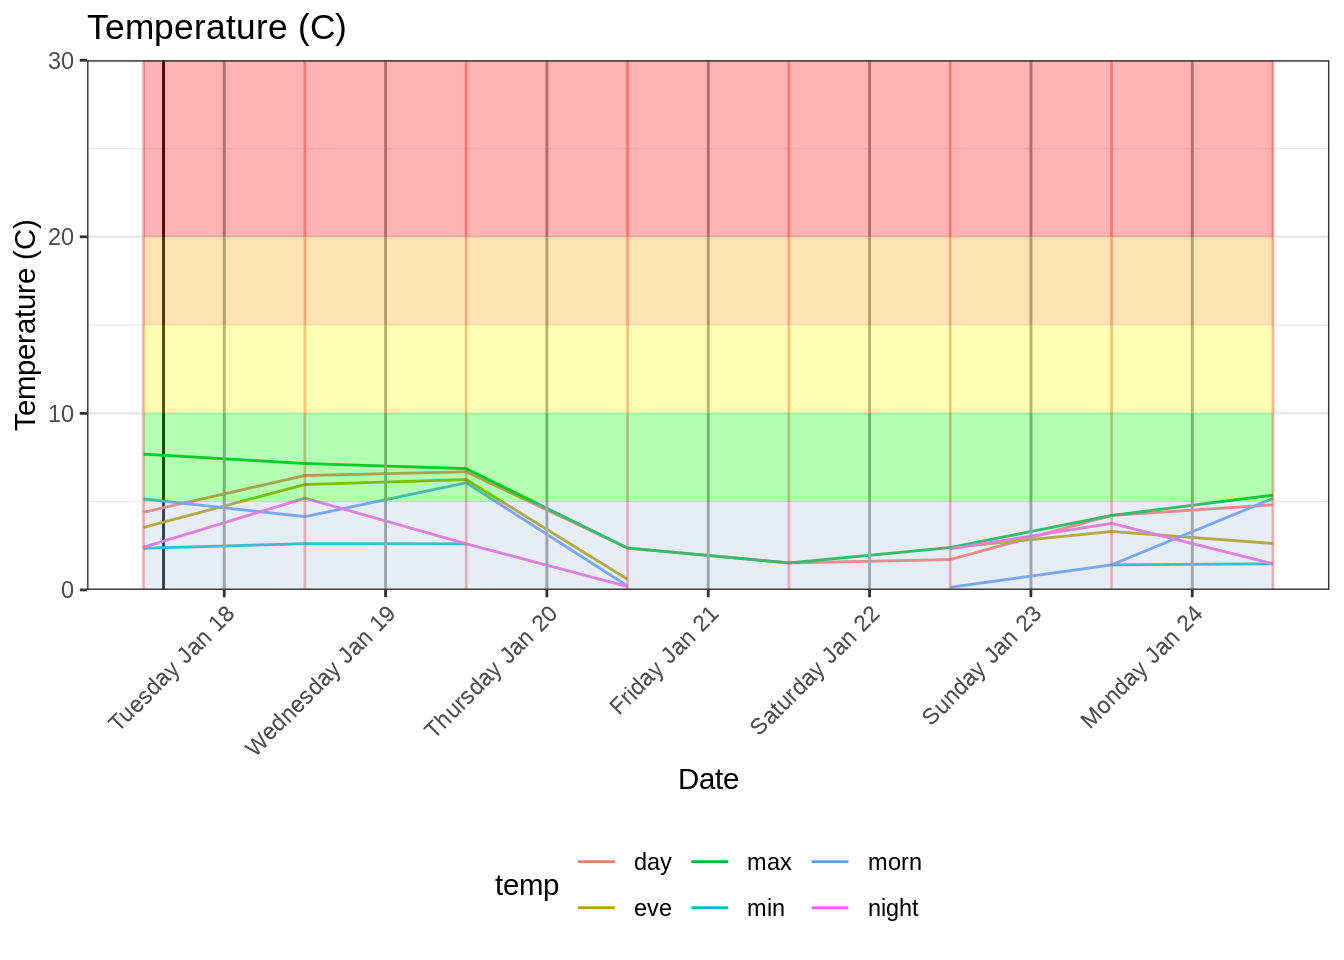 Temperature (C)
Temperature (C)
30
20
10
0
Tuesday Jan 18
Wednesday Jan 19
Thursday Jan 20
Friday Jan 21
Saturday Jan 22
Sunday Jan 23
Monday Jan 24
Date
temp
day
max
morn
eve
min
night